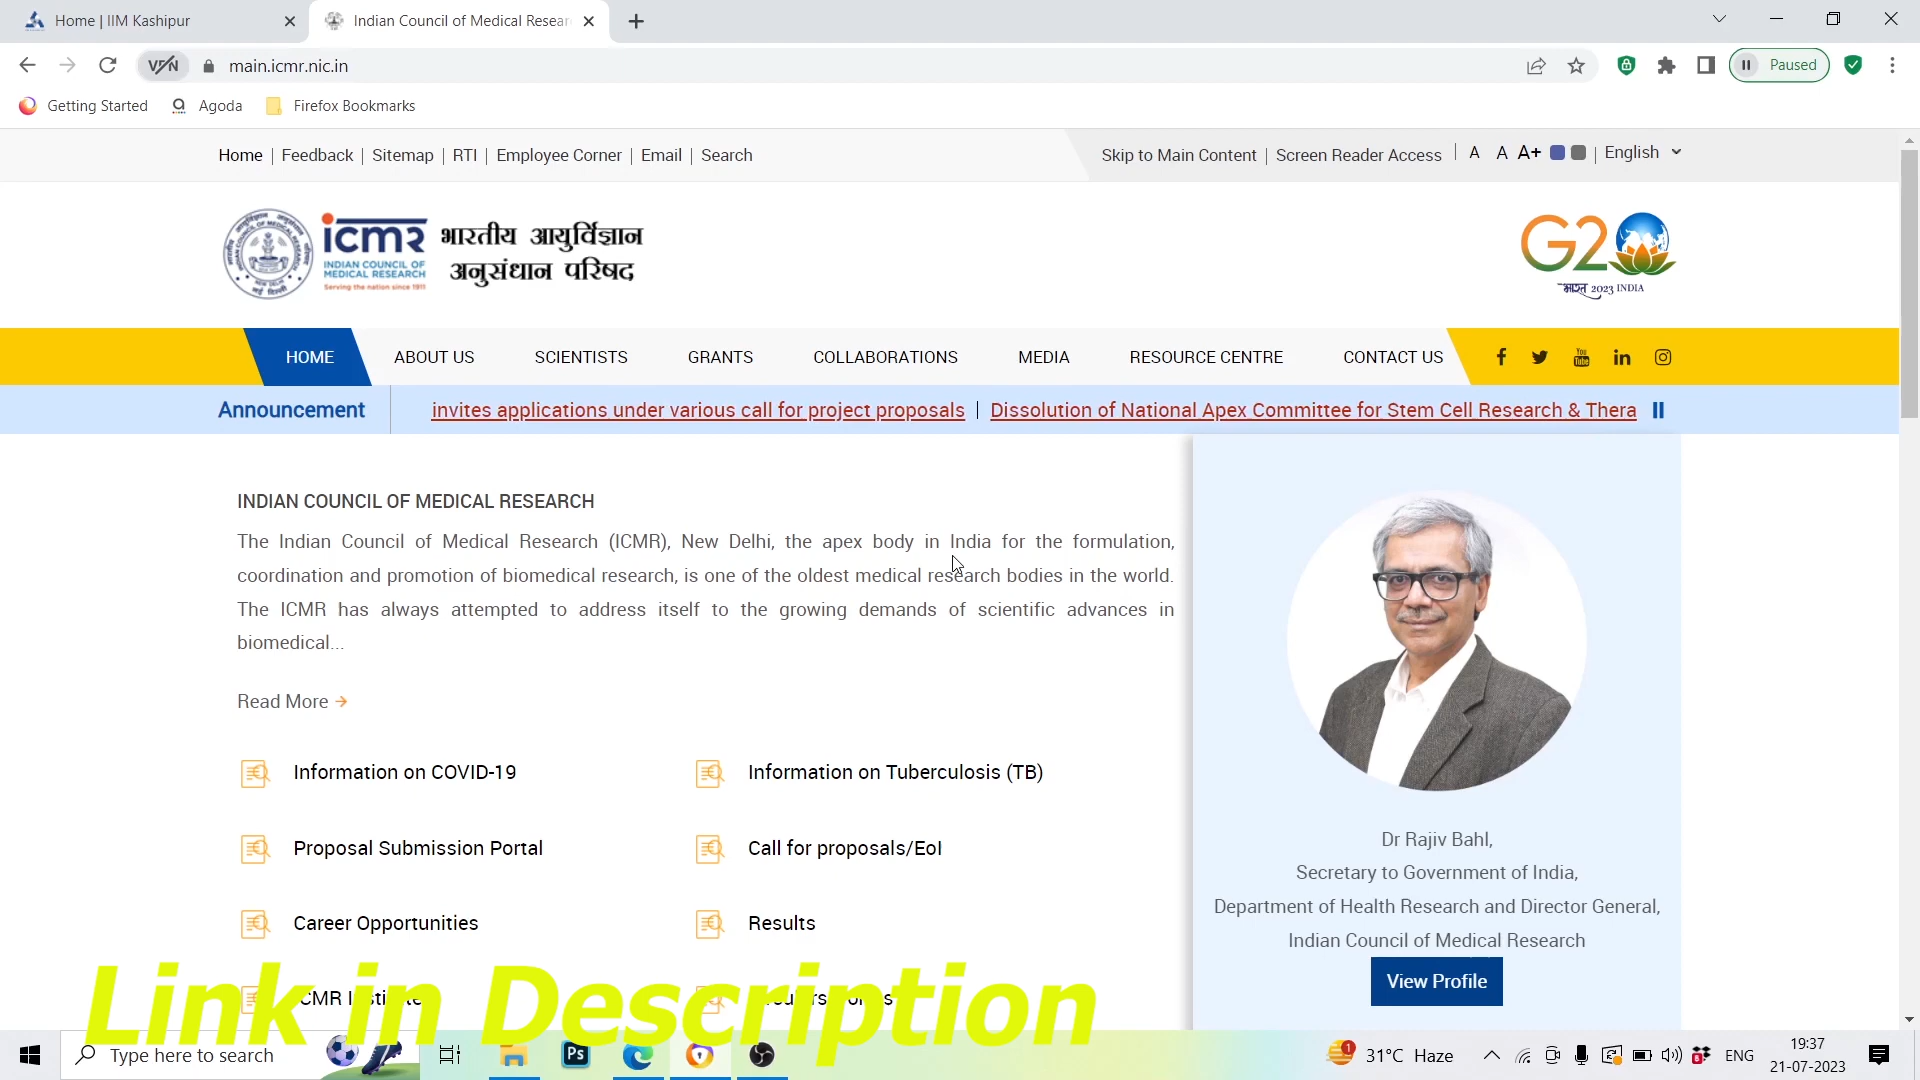 Home | IIM Kashipur
Indian Council of Medical Resear
VPN main.icmr.nic.in
Paused
Getting Started Agoda Firefox Bookmarks
Home | Feedback | Sitemap | RTI | Employee Corner | Email | Search
Skip to Main Content | Screen Reader Access | A A A+ | English
icmr
INDIAN COUNCIL OF
MEDICAL RESEARCH
Serving the nation since 1911
भारतीय आयुर्विज्ञान
अनुसंधान परिषद
G20
भारत 2023 INDIA
HOME ABOUT US SCIENTISTS GRANTS COLLABORATIONS MEDIA RESOURCE CENTRE CONTACT US
Announcement
invites applications under various call for project proposals | Dissolution of National Apex Committee for Stem Cell Research & Thera
INDIAN COUNCIL OF MEDICAL RESEARCH
The Indian Council of Medical Research (ICMR), New Delhi, the apex body in India for the formulation,
coordination and promotion of biomedical research, is one of the oldest medical research bodies in the world.
The ICMR has always attempted to address itself to the growing demands of scientific advances in
biomedical...
Read More
Information on COVID-19
Information on Tuberculosis (TB)
Proposal Submission Portal
Call for proposals/EoI
Career Opportunities
Results
Dr Rajiv Bahl,
Secretary to Government of India,
Department of Health Research and Director General,
Indian Council of Medical Research
View Profile
Link in Description
Type here to search
Ps
1
31°C Haze
ENG
19:37
21-07-2023